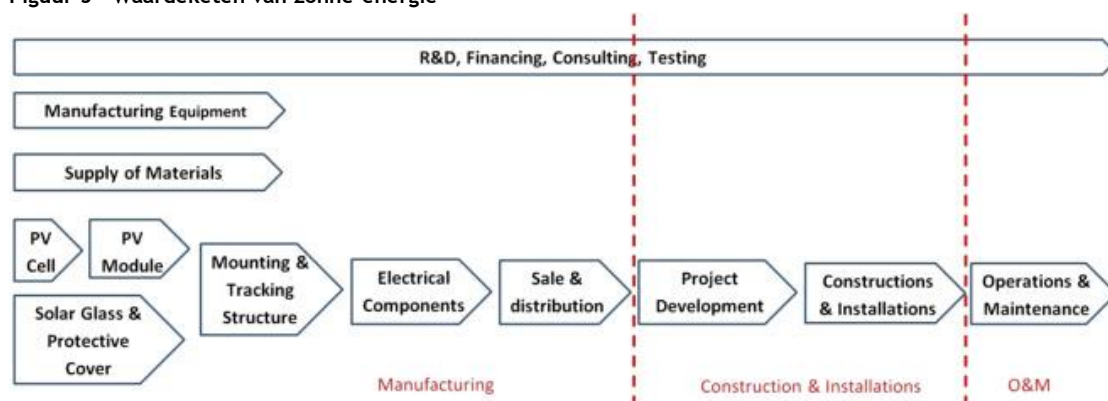 Figuur 3 Waardeketen van zonne-energie
R&D, Financing, Consulting, Testing
Manufacturing Equipment
Supply of Materials
PV
Cell
PV
Module
Solar Glass &
Protective
Cover
Mounting &
Tracking
Structure
Electrical
Components
Sale &
distribution
Project
Development
Constructions
& Installations
Operations &
Maintenance
Manufacturing
Construction & Installations
O&M